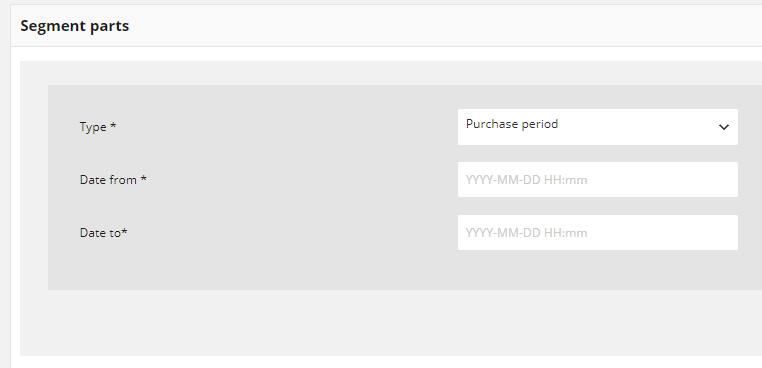 Segment parts
Type *
Purchase period
Date from *
YYYY-MM-DD HH:mm
Date to*
YYYY-MM-DD HH:mm